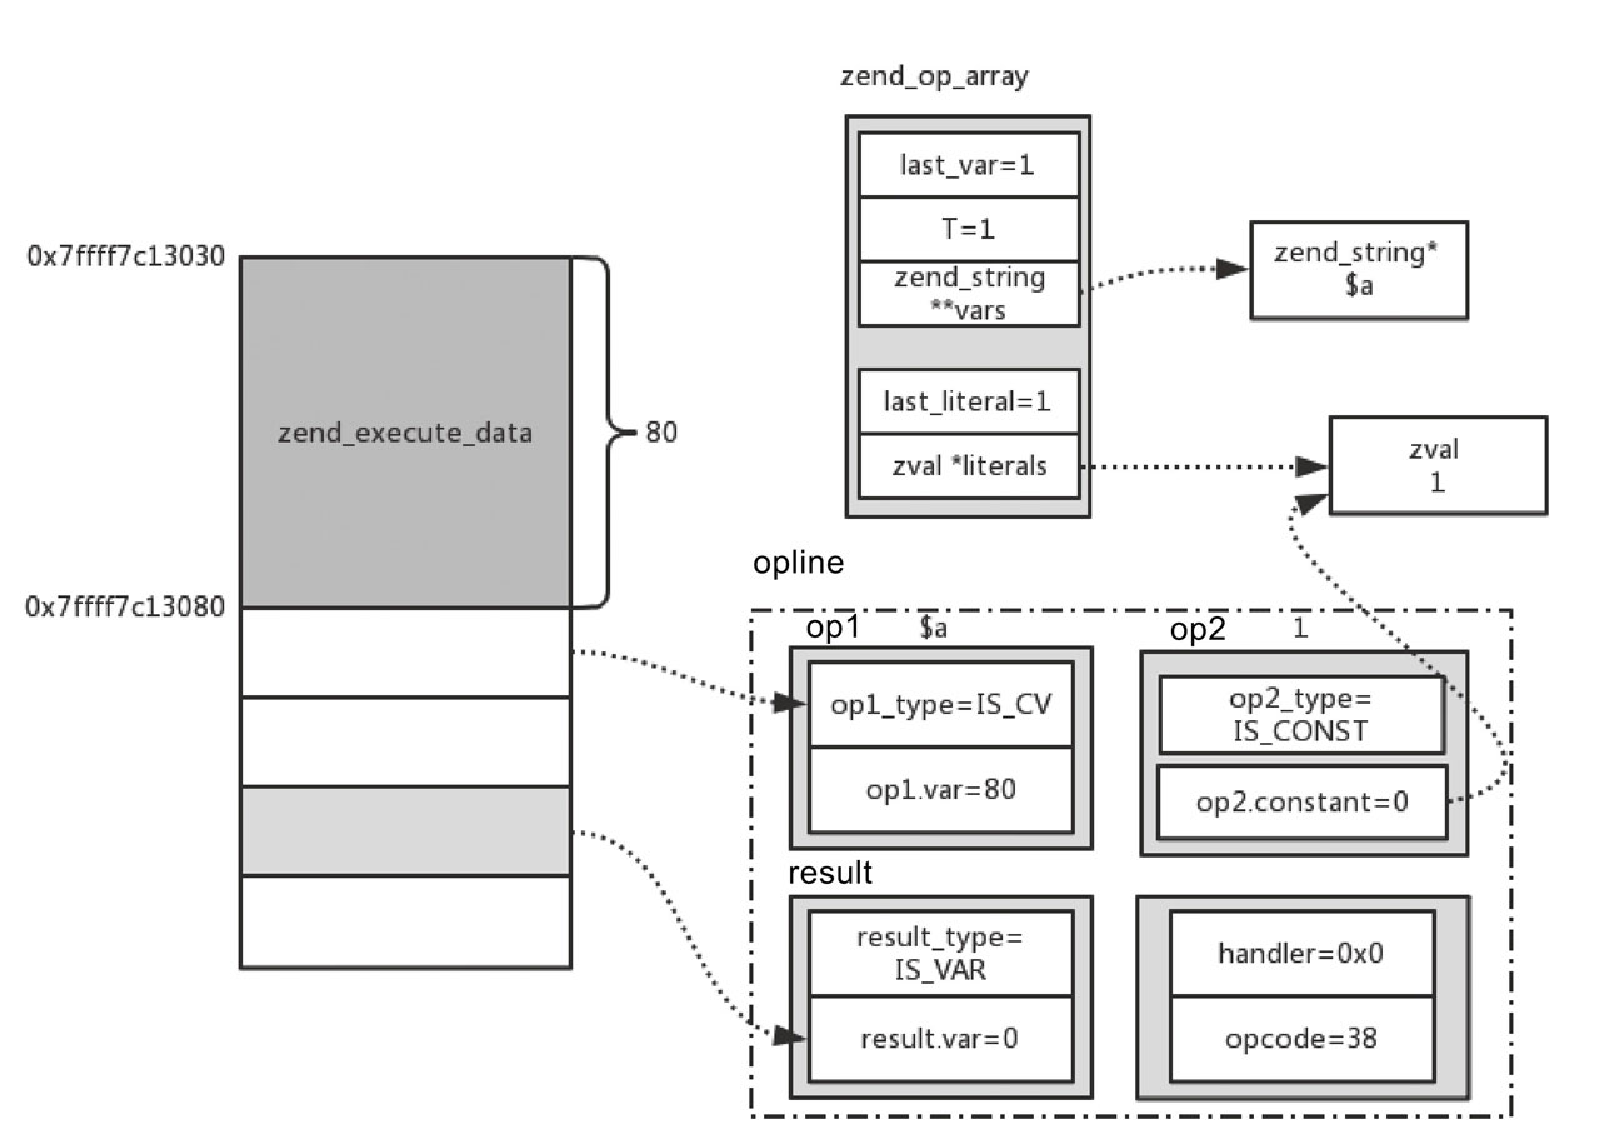 zend_op_array
last_var=1
T=1
zend_string
**vars
last_literal=1
zval *literals
zend_string*
$a
zval
1
0x7ffff7c13030
zend_execute_data
80
0x7ffff7c13080
opline
op1 $a
op1_type=IS_CV
op1.var=80
op2 1
op2_type=
IS_CONST
op2.constant=0
result
result_type=
IS_VAR
result.var=0
handler=0x0
opcode=38